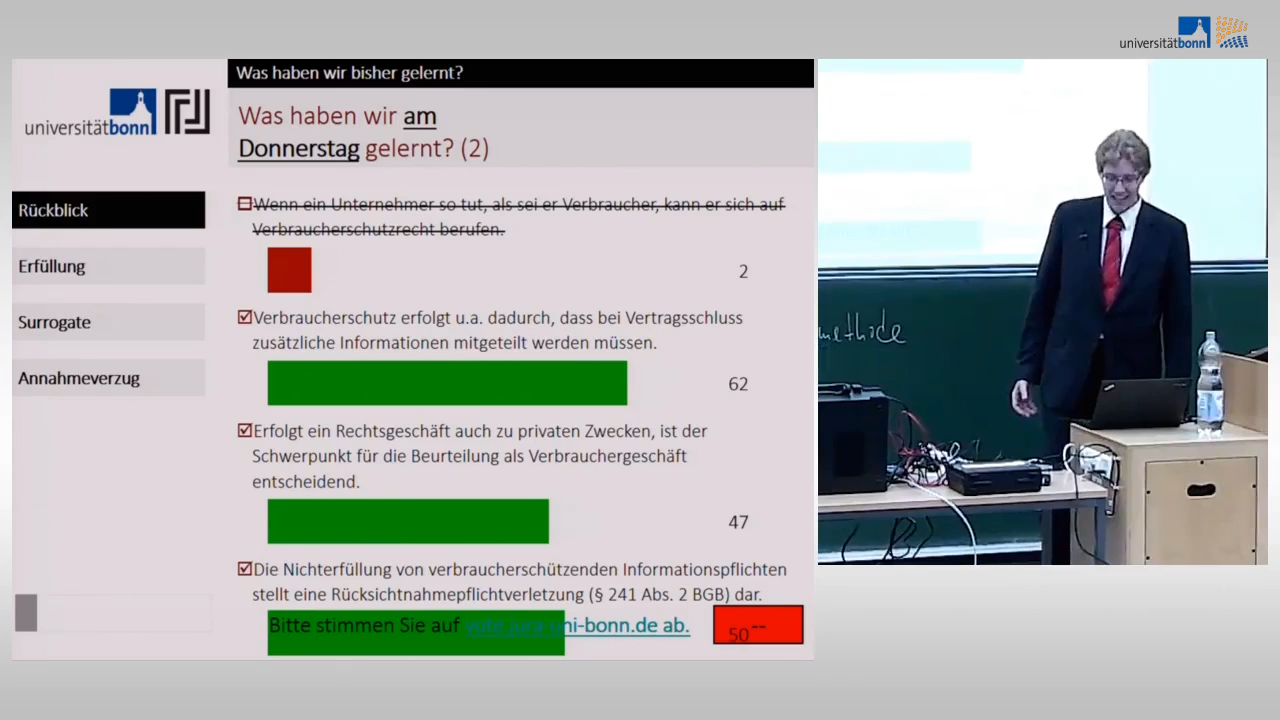 universitätbonn
Was haben wir bisher gelernt?
universitätbonn
Was haben wir am
Donnerstag gelernt? (2)
Rückblick
Erfüllung
Surrogate
Annahmeverzug
Wenn ein Unternehmer so tut, als sei er Verbraucher, kann er sich auf
Verbraucherschutzrecht berufen.
2
Verbraucherschutz erfolgt u.a. dadurch, dass bei Vertragsschluss
zusätzliche Informationen mitgeteilt werden müssen.
62
Erfolgt ein Rechtsgeschäft auch zu privaten Zwecken, ist der
Schwerpunkt für die Beurteilung als Verbrauchergeschäft
entscheidend.
47
Die Nichterfüllung von verbraucherschützenden Informationspflichten
stellt eine Rücksichtnahmepflichtverletzung (§ 241 Abs. 2 BGB) dar.
Bitte stimmen Sie auf vote.jura-uni-bonn.de ab.
50 --
methode